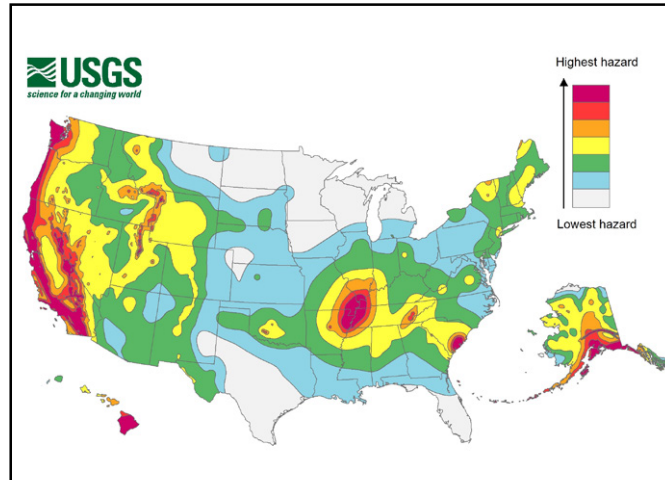 USGS
science for a changing world
Highest hazard
Lowest hazard